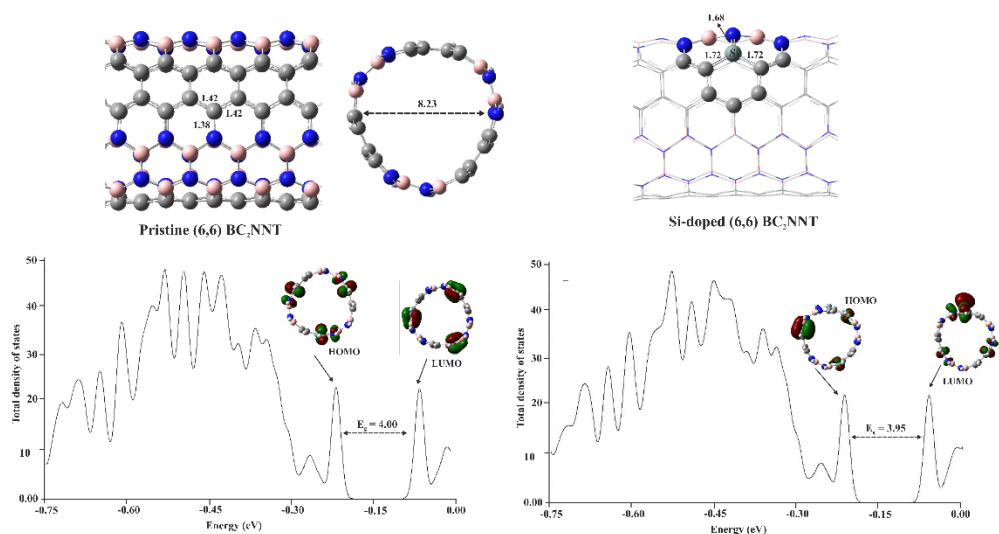 1.42
1.42
1.38
8.23
Pristine (6,6) BC₂NNT
1.68
1.72 S 1.72
Si-doped (6,6) BC₂NNT
50
40
30
20
10
0.00
Total density of states
HOMO
LUMO
E_g = 4.00
-0.75 -0.60 -0.45 -0.30 -0.15 0.00
Energy (eV)
50
40
30
20
10
0.00
Total density of states
HOMO
LUMO
E_g = 3.95
-0.75 -0.60 -0.45 -0.30 -0.15 0.00
Energy (eV)